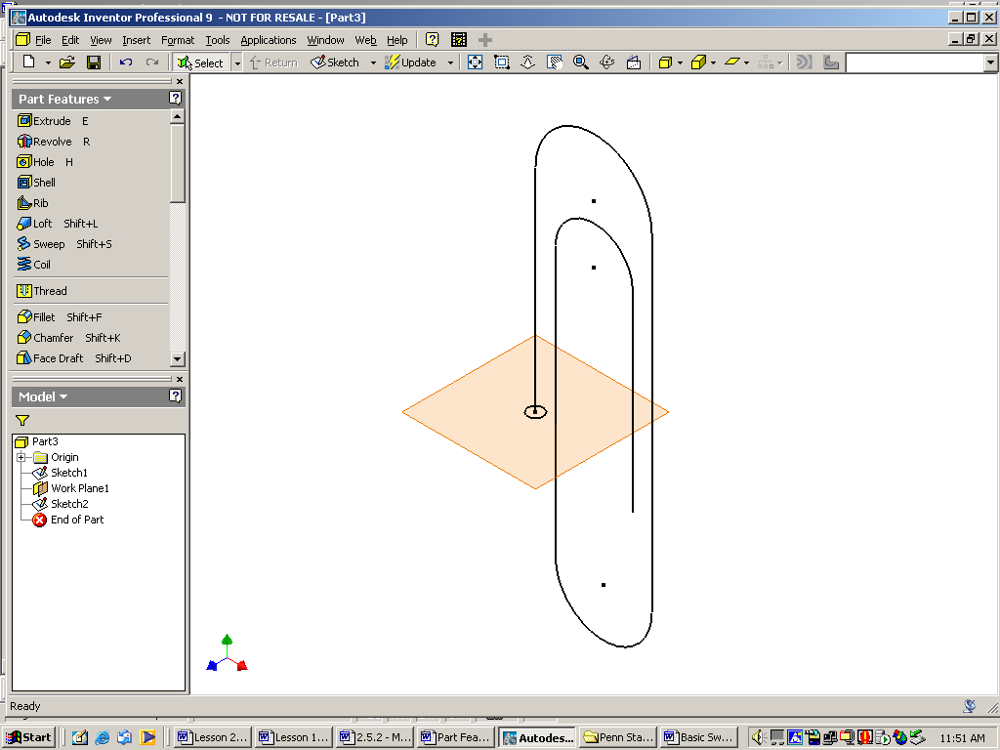 Autodesk Inventor Professional 9 - NOT FOR RESALE - [Part3]
File Edit View Insert Format Tools Applications Window Web Help
Select Return Sketch Update
Part Features
Extrude E
Revolve R
Hole H
Shell
Rib
Loft Shift+L
Sweep Shift+S
Coil
Thread
Fillet Shift+F
Chamfer Shift+K
Face Draft Shift+D
Model
Part3
Origin
Sketch1
Work Plane1
Sketch2
End of Part
Ready
Start Lesson 2... Lesson 1... 2.5.2 - M... Part Fea... Autodes... Penn Sta... Basic Sw... 11:51 AM